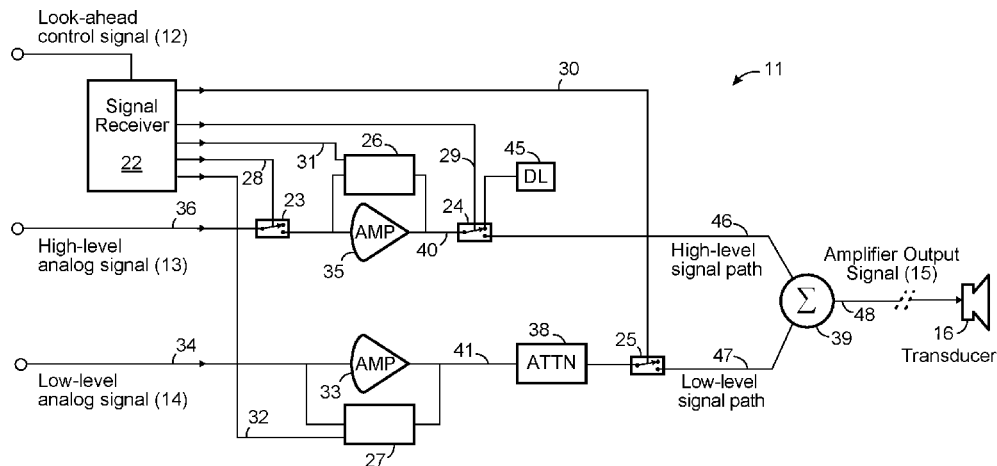 Look-ahead
control signal (12)
30
11
Signal
Receiver
22
26
29
45
DL
31
28
36
23
24
46
AMP
High-level
analog signal (13)
35
40
High-level
signal path
Amplifier Output
Signal (15)
Σ
48
39
16
Transducer
34
38
25
47
AMP
41
ATTN
33
Low-level
analog signal (14)
Low-level
signal path
32
27